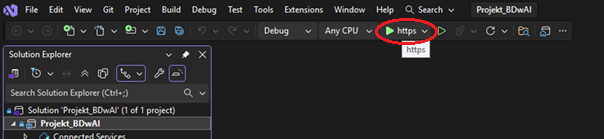 File Edit View Git Project Build Debug Test Tools Extensions Window Help Search Projekt_BDwAI
Debug Any CPU https
https
Solution Explorer
Search Solution Explorer (Ctrl+;)
Solution 'Projekt_BDwAI' (1 of 1 project)
Projekt_BDwAI
Connected Services